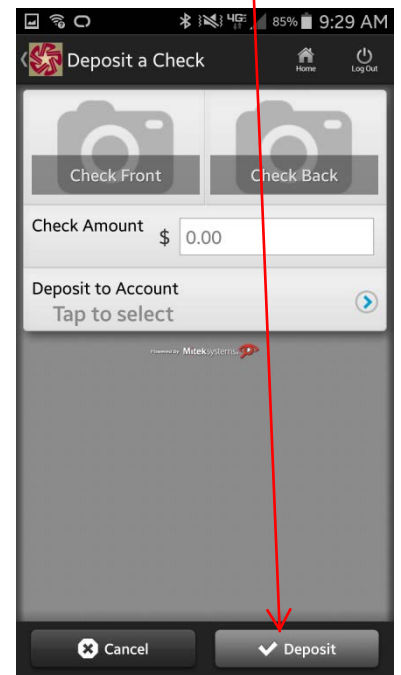 4G 85% 9:29 AM
Deposit a Check Home Log Out
Check Front Check Back
Check Amount $ 0.00
Deposit to Account
Tap to select
Powered by Miteksystems
Cancel Deposit